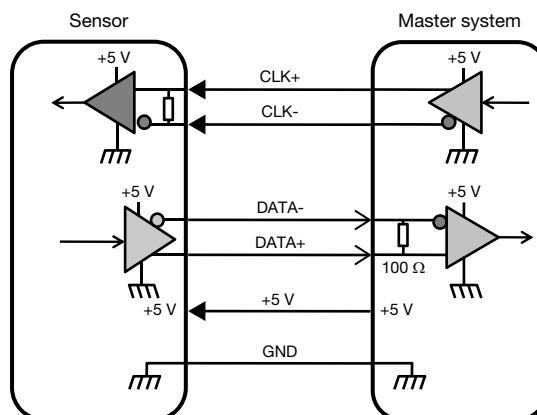 Sensor
Master system
+5 V
CLK+
+5 V
CLK-
+5 V
DATA-
+5 V
DATA+
100 Ω
+5 V
+5 V
+5 V
GND